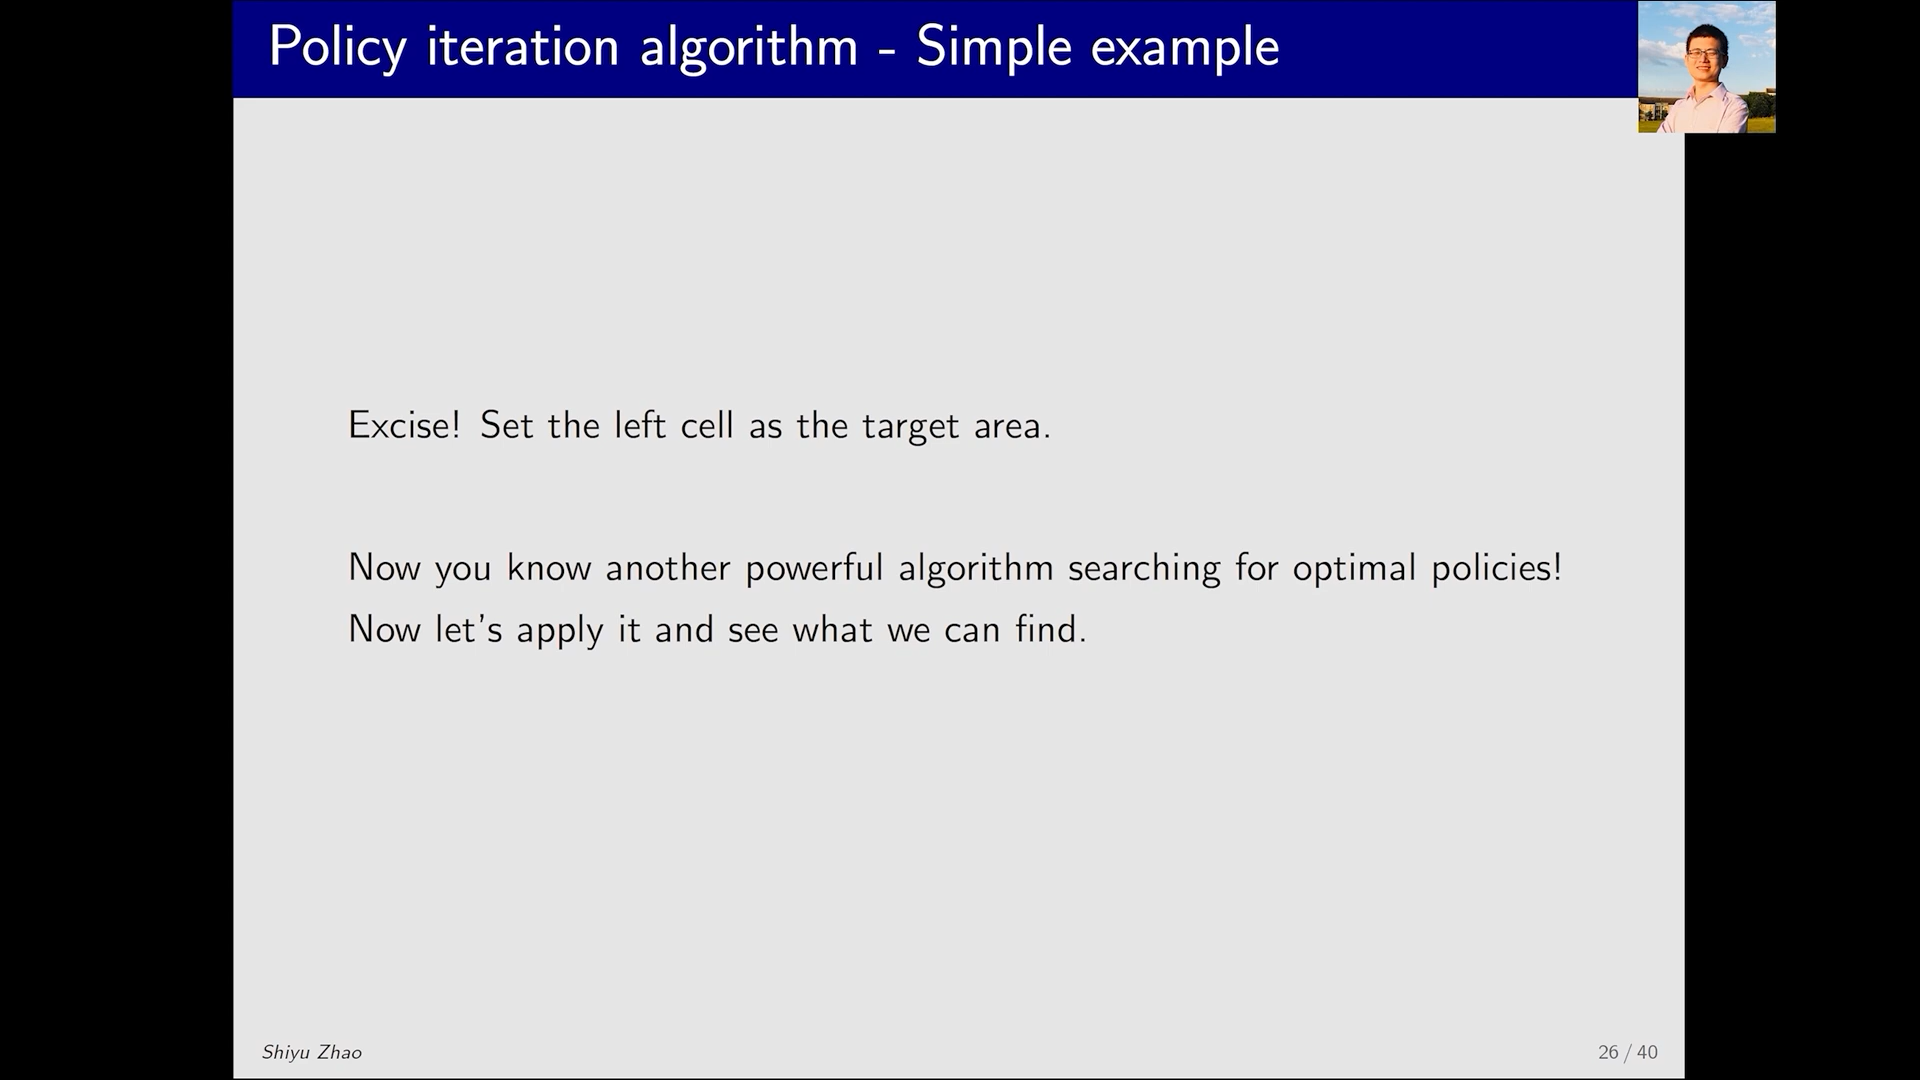 Policy iteration algorithm - Simple example
Excise! Set the left cell as the target area.
Now you know another powerful algorithm searching for optimal policies!
Now let's apply it and see what we can find.
Shiyu Zhao
26 / 40